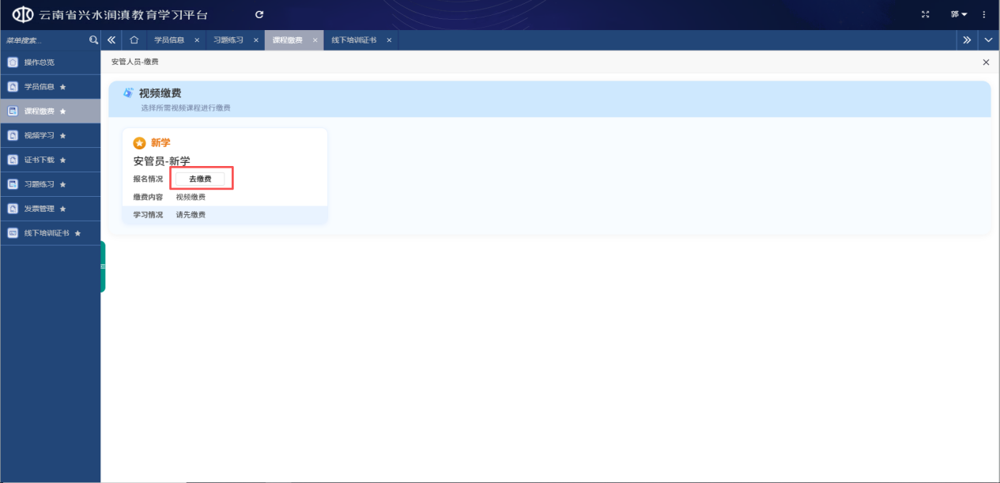 云南省兴水润滇教育学习平台
郭
菜单搜索...
学员信息
习题练习
课程缴费
线下培训证书
操作总览
学员信息
课程缴费
视频学习
证书下载
习题练习
发票管理
线下培训证书
安管人员-缴费
视频缴费
选择所需视频课程进行缴费
新学
安管员-新学
报名情况 去缴费
缴费内容 视频缴费
学习情况 请先缴费